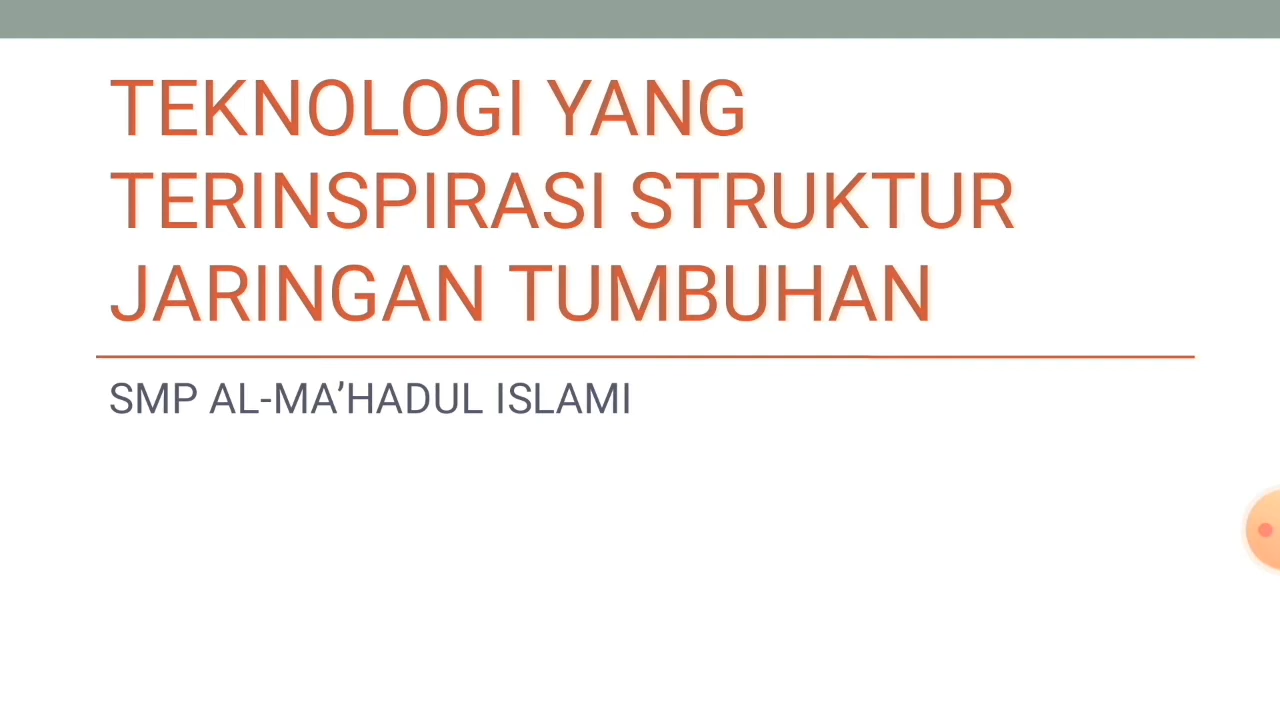 TEKNOLOGI YANG
TERINSPIRASI STRUKTUR
JARINGAN TUMBUHAN
SMP AL-MA’HADUL ISLAMI